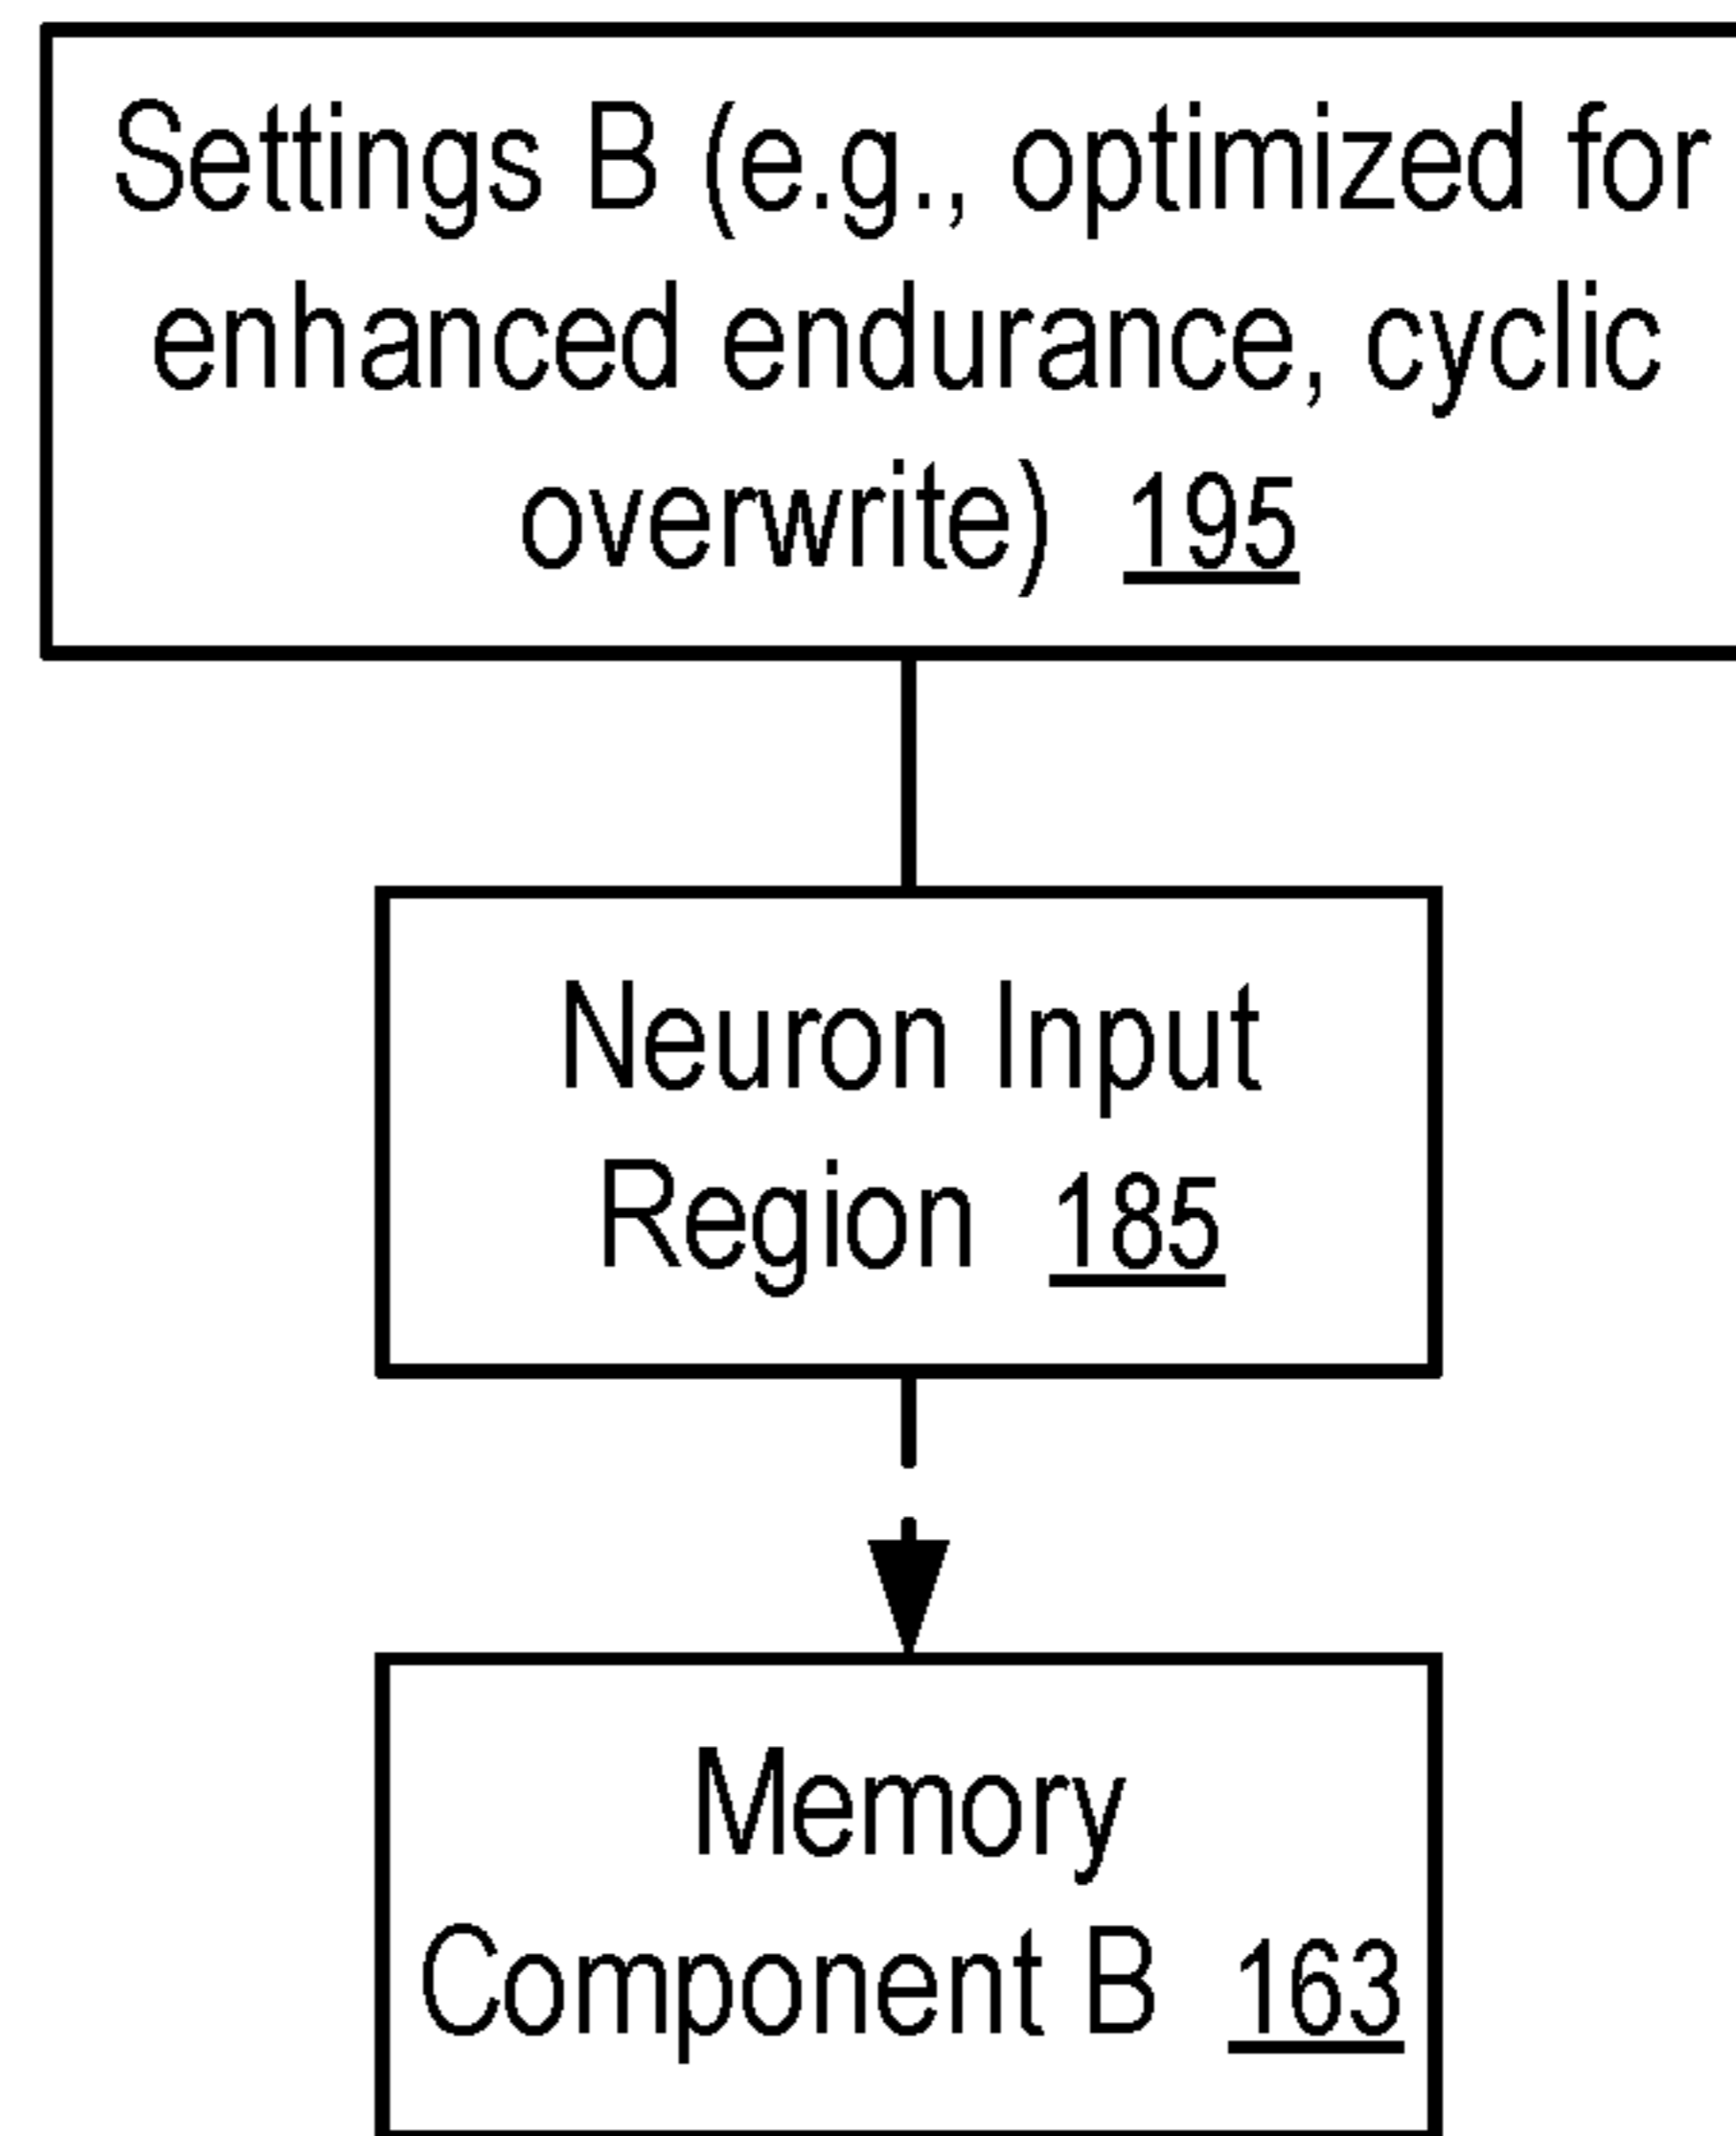 Settings B (e.g., optimized for
enhanced endurance, cyclic
overwrite) 195
Neuron Input
Region 185
Memory
Component B 163